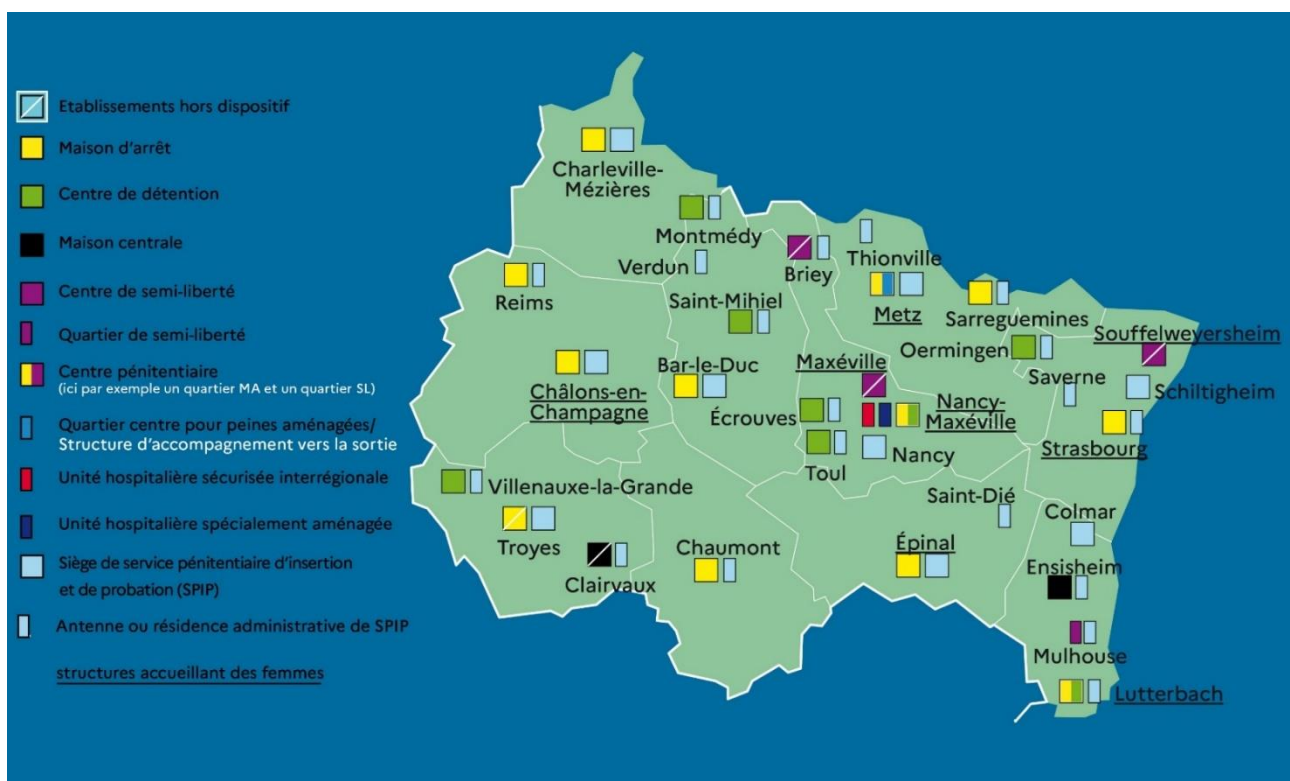 Etablissements hors dispositif
Maison d'arrêt
Centre de détention
Maison centrale
Centre de semi-liberté
Quartier de semi-liberté
Centre pénitentiaire
(ici par exemple un quartier MA et un quartier SL)
Quartier centre pour peines aménagées/
Structure d'accompagnement vers la sortie
Unité hospitalière sécurisée interrégionale
Unité hospitalière spécialement aménagée
Siège de service pénitentiaire d'insertion
et de probation (SPIP)
Antenne ou résidence administrative de SPIP
structures accueillant des femmes
Charleville-
Mézières
Montmédy
Verdun
Briey
Thionville
Reims
Saint-Mihiel
Metz
Sarreguemines
Souffelweyersheim
Oermingen
Saverne
Schiltigheim
Châlons-en-
Champagne
Bar-le-Duc
Maxéville
Écrouves
Nancy-
Maxéville
Strasbourg
Toul
Nancy
Villenauxe-la-Grande
Saint-Dié
Colmar
Troyes
Clairvaux
Chaumont
Épinal
Ensisheim
Mulhouse
Lutterbach